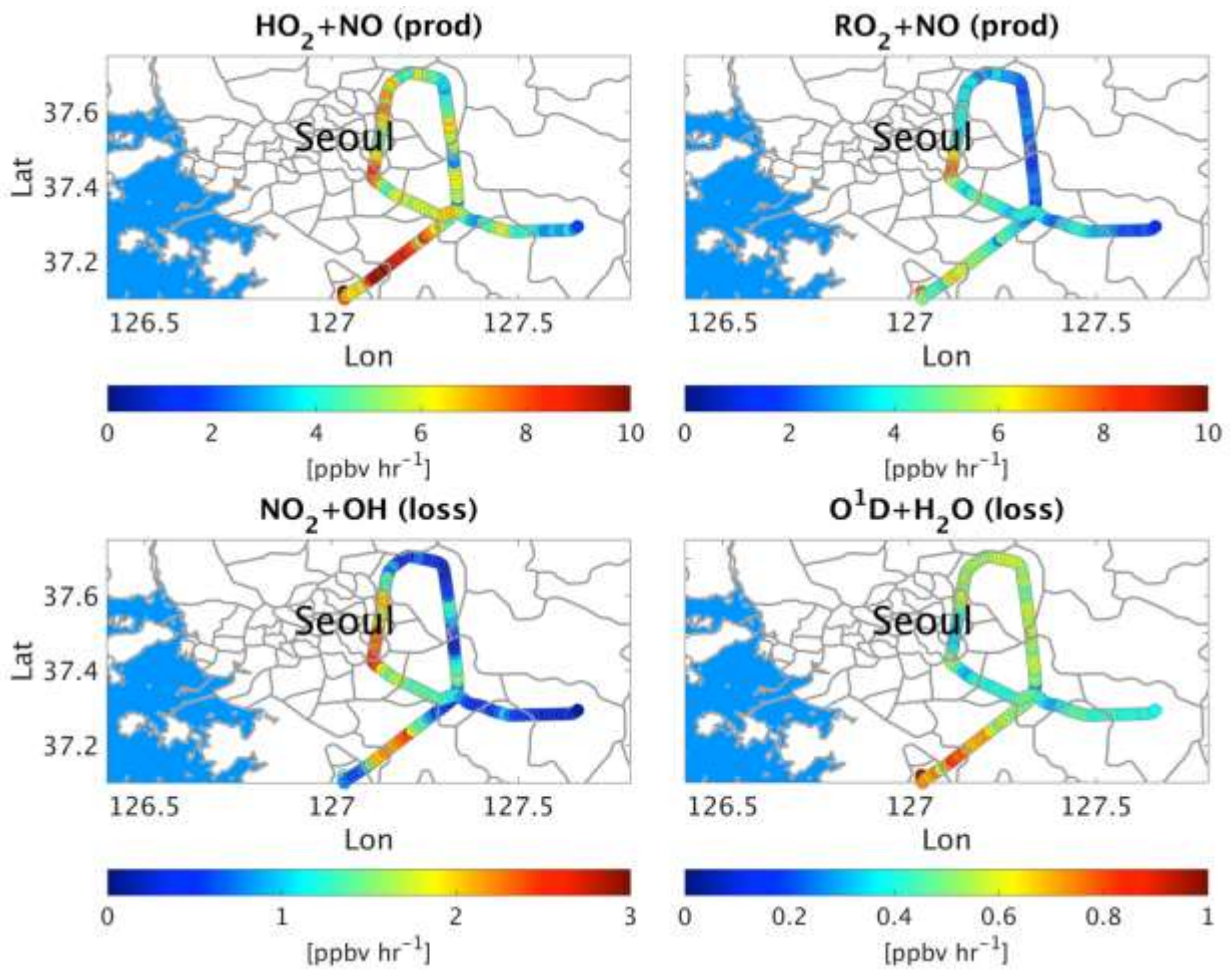 HO2+NO (prod)
RO2+NO (prod)
Lat
37.6
37.4
37.2
Seoul
Seoul
126.5 127 127.5
126.5 127 127.5
Lon
Lon
0 2 4 6 8 10
0 2 4 6 8 10
[ppbv hr−1]
[ppbv hr−1]
NO2+OH (loss)
O1D+H2O (loss)
Lat
37.6
37.4
37.2
Seoul
Seoul
126.5 127 127.5
126.5 127 127.5
Lon
Lon
0 1 2 3
0 0.2 0.4 0.6 0.8 1
[ppbv hr−1]
[ppbv hr−1]